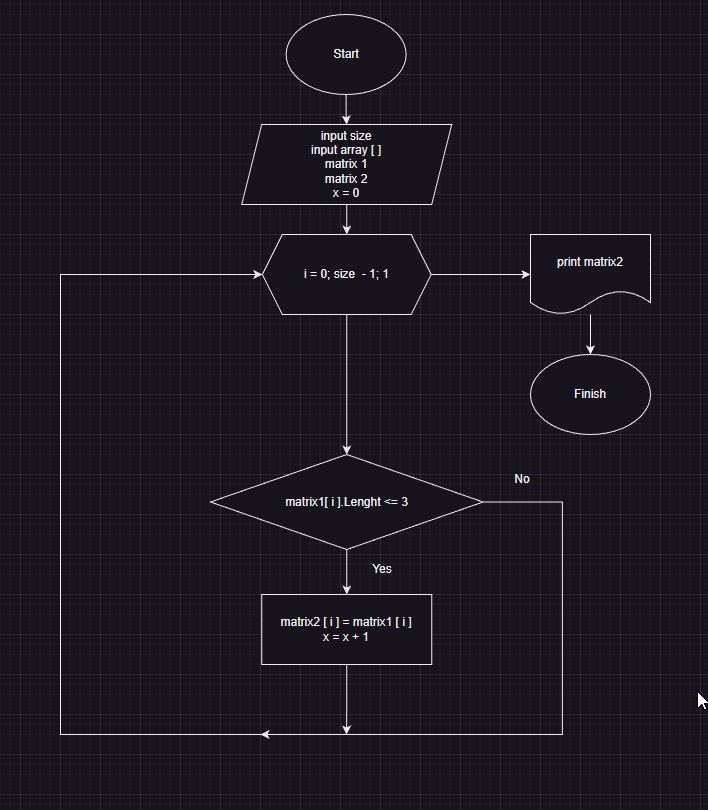 Start
input size
input array [ ]
matrix 1
matrix 2
x = 0
i = 0; size - 1; 1
print matrix2
Finish
matrix1[ i ].Lenght <= 3
No
Yes
matrix2 [ i ] = matrix1 [ i ]
x = x + 1